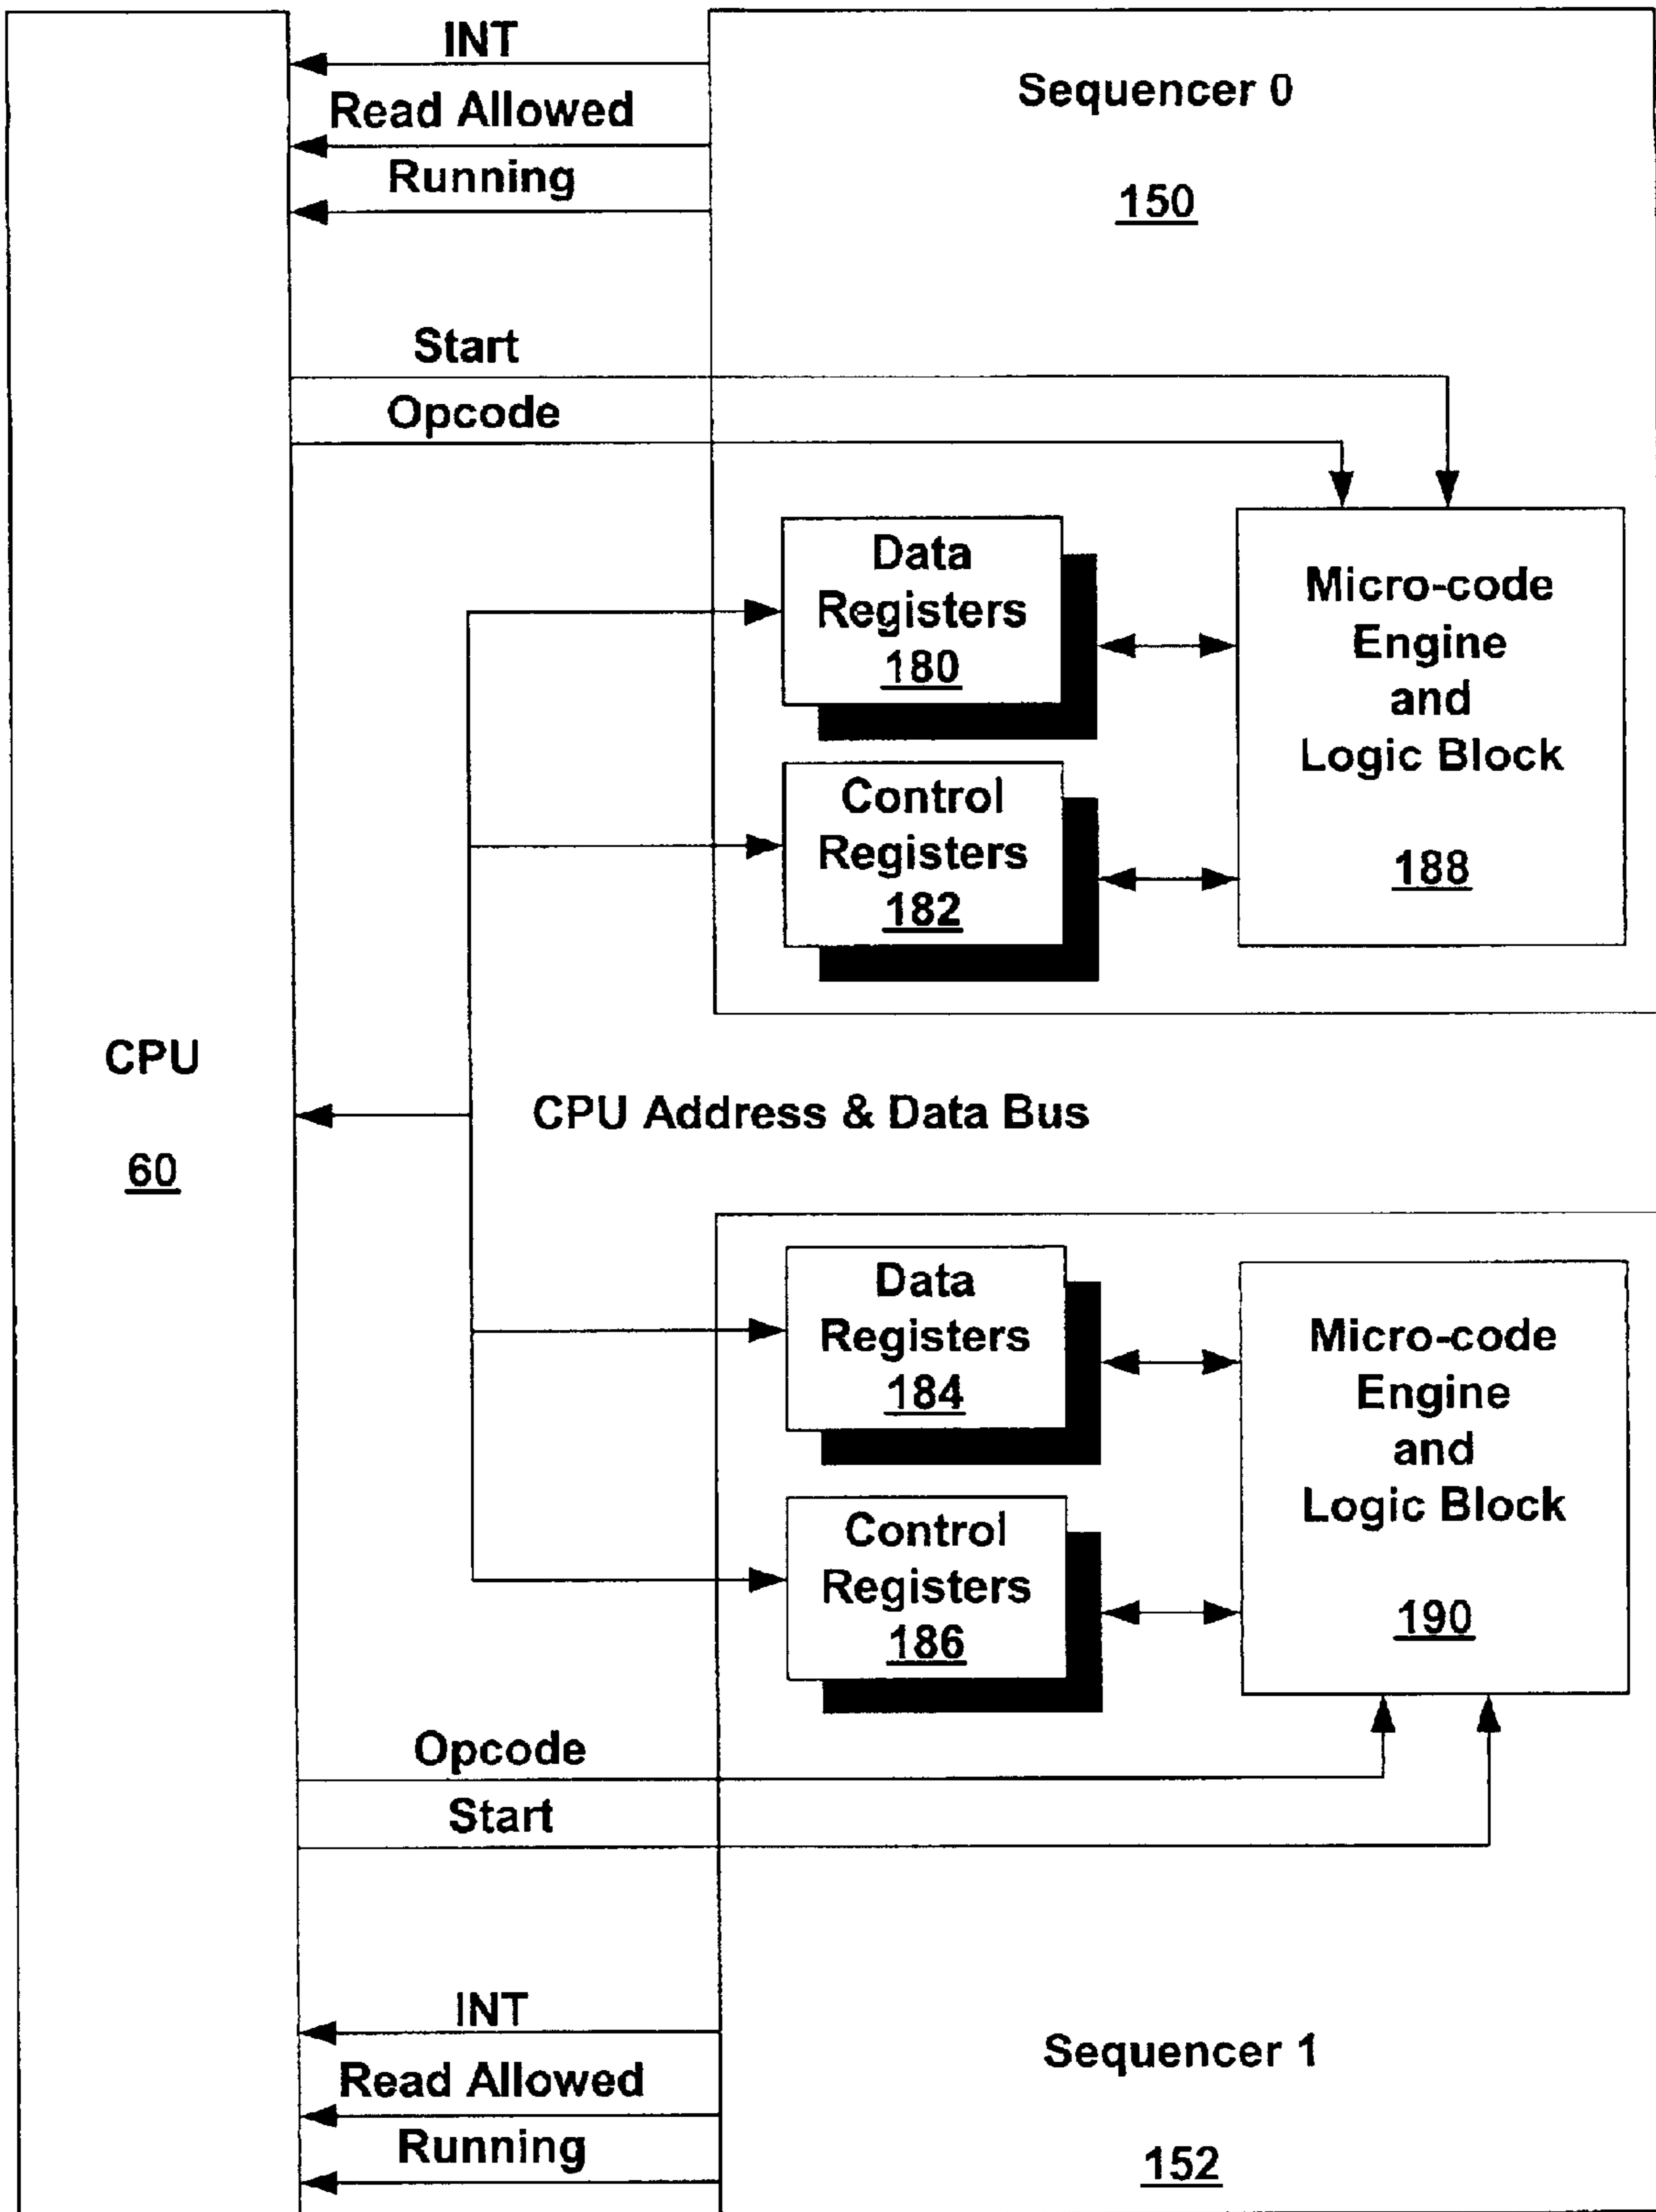 INT
Read Allowed
Running
Sequencer 0
150
Start
Opcode
Data
Registers
180
Control
Registers
182
Micro-code
Engine
and
Logic Block
188
CPU
60
CPU Address & Data Bus
Data
Registers
184
Control
Registers
186
Micro-code
Engine
and
Logic Block
190
Opcode
Start
INT
Read Allowed
Running
Sequencer 1
152